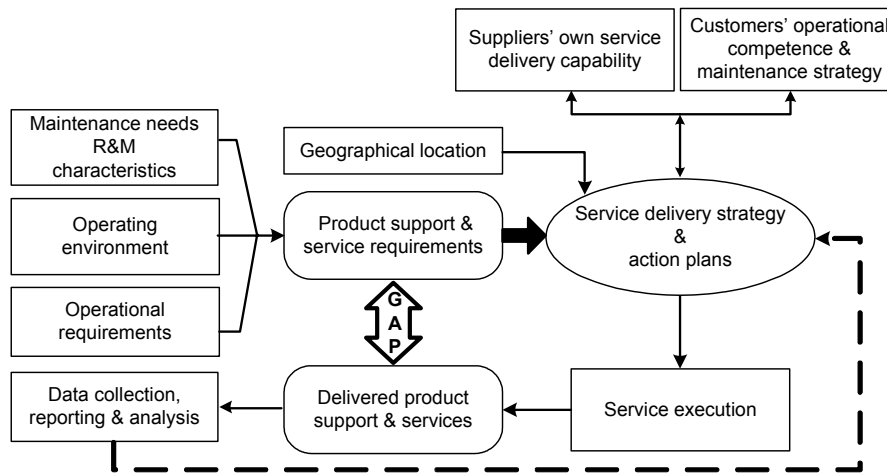 Suppliers’ own service
delivery capability
Customers’ operational
competence &
maintenance strategy
Maintenance needs
R&M
characteristics
Geographical location
Operating
environment
Product support &
service requirements
Service delivery strategy
&
action plans
Operational
requirements
G
A
P
Data collection,
reporting & analysis
Delivered product
support & services
Service execution